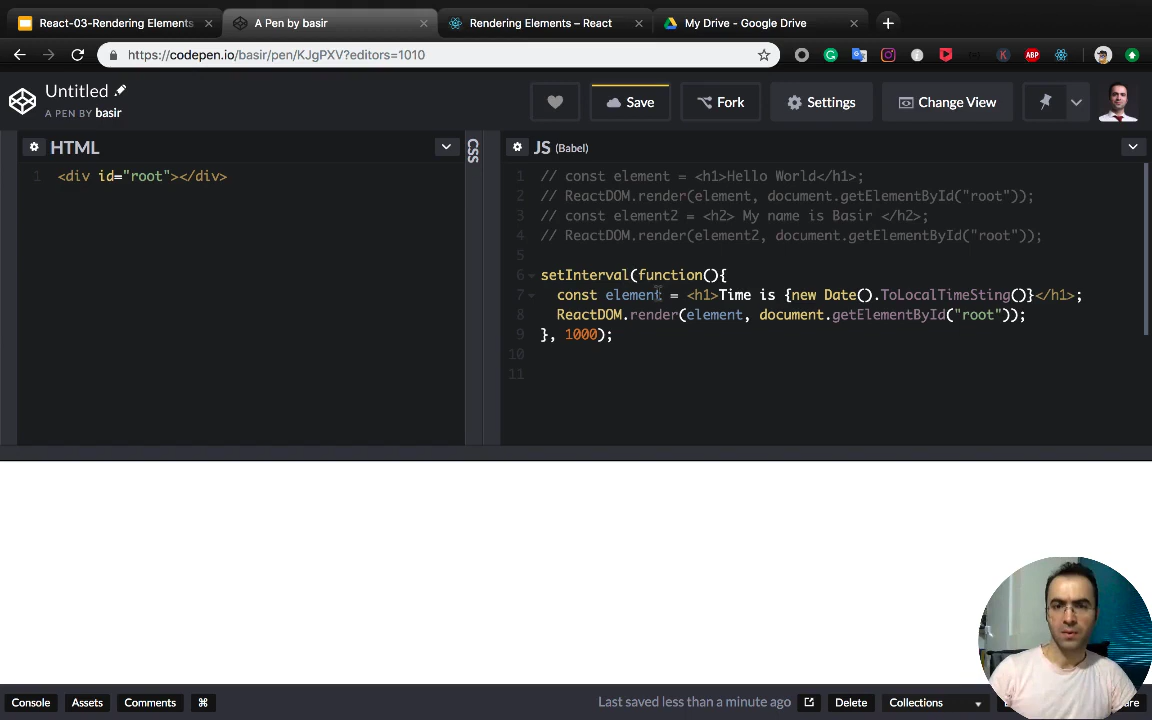 React-03-Rendering Elements
A Pen by basir
Rendering Elements – React
My Drive - Google Drive
https://codepen.io/basir/pen/KJgPXV?editors=1010
ABP
Untitled
A PEN BY basir
Save
Fork
Settings
Change View
HTML
CSS
JS (Babel)
1 <div id="root"></div>
1 // const element = <h1>Hello World</h1>;
2 // ReactDOM.render(element, document.getElementById("root"));
3 // const element2 = <h2> My name is Basir </h2>;
4 // ReactDOM.render(element2, document.getElementById("root"));
5
6 setInterval(function(){
7 const element = <h1>Time is {new Date().ToLocalTimeSting()}</h1>;
8 ReactDOM.render(element, document.getElementById("root"));
9 }, 1000);
10
11
Console
Assets
Comments
⌘
Last saved less than a minute ago
Delete
Collections